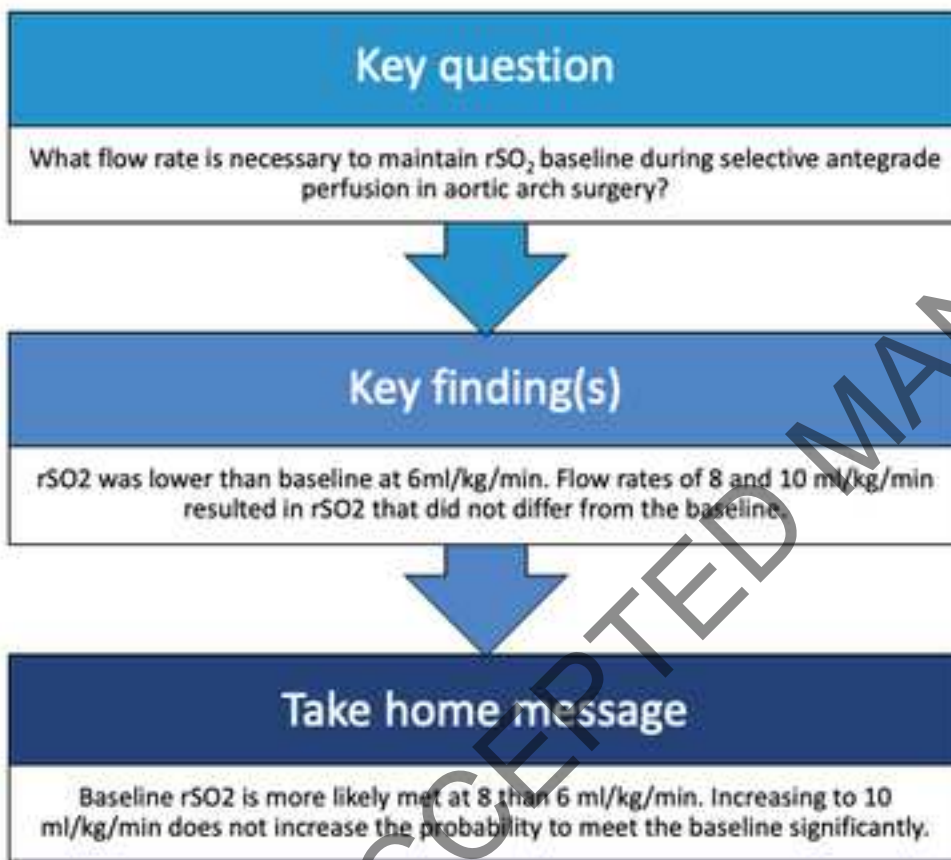 Key question
What flow rate is necessary to maintain rSO₂ baseline during selective antegrade
perfusion in aortic arch surgery?
Key finding(s)
rSO2 was lower than baseline at 6ml/kg/min. Flow rates of 8 and 10 ml/kg/min
resulted in rSO2 that did not differ from the baseline.
Take home message
Baseline rSO2 is more likely met at 8 than 6 ml/kg/min. Increasing to 10
ml/kg/min does not increase the probability to meet the baseline significantly.
CCEPTED MAN